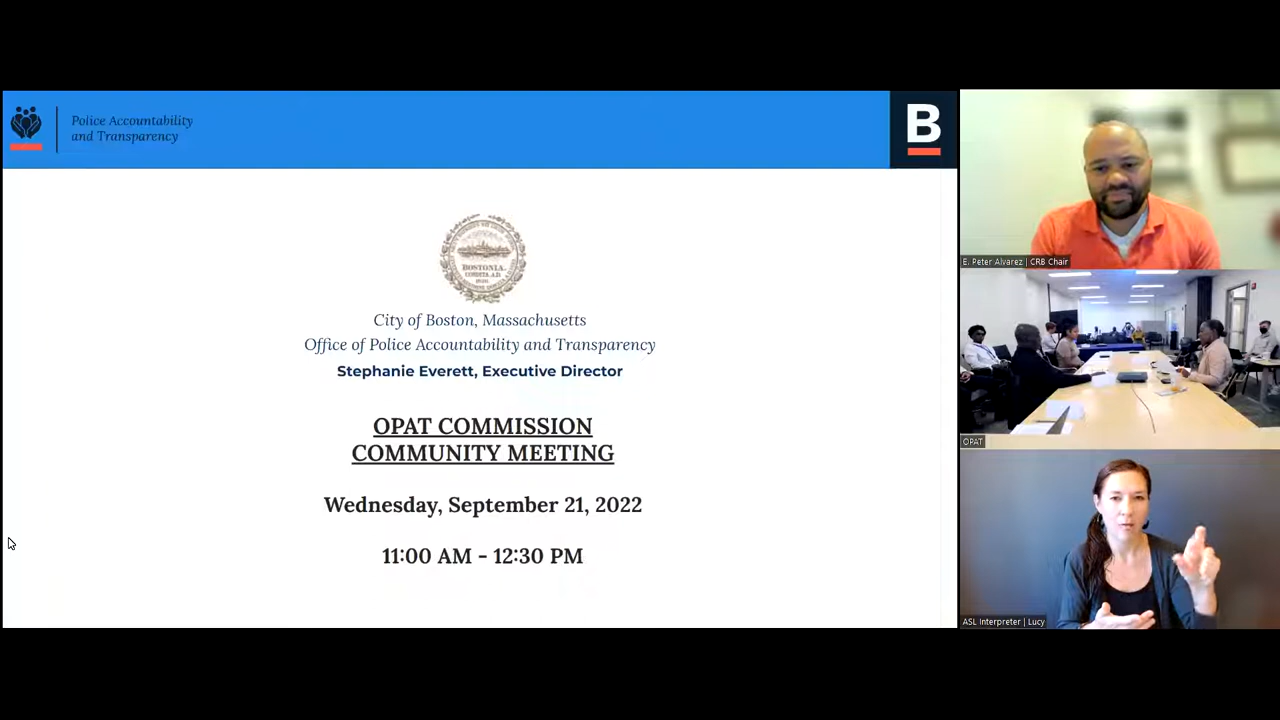 Police Accountability
and Transparency
B
BOSTONIA.
CONDITA A.D.
City of Boston, Massachusetts
Office of Police Accountability and Transparency
Stephanie Everett, Executive Director
OPAT COMMISSION
COMMUNITY MEETING
Wednesday, September 21, 2022
11:00 AM - 12:30 PM
E. Peter Alvarez | CRB Chair
OPAT
ASL Interpreter | Lucy